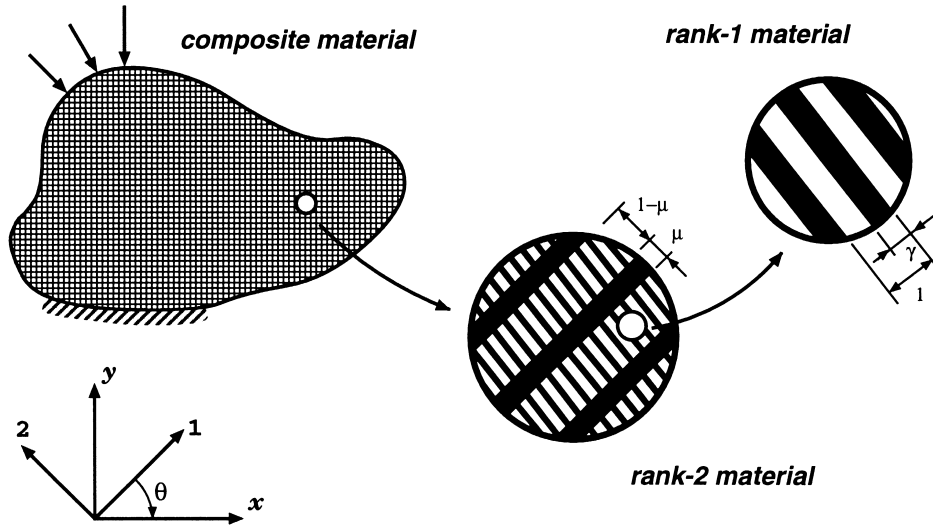 composite material
rank-1 material
1-μ
μ
γ
1
y
2
1
θ
x
rank-2 material